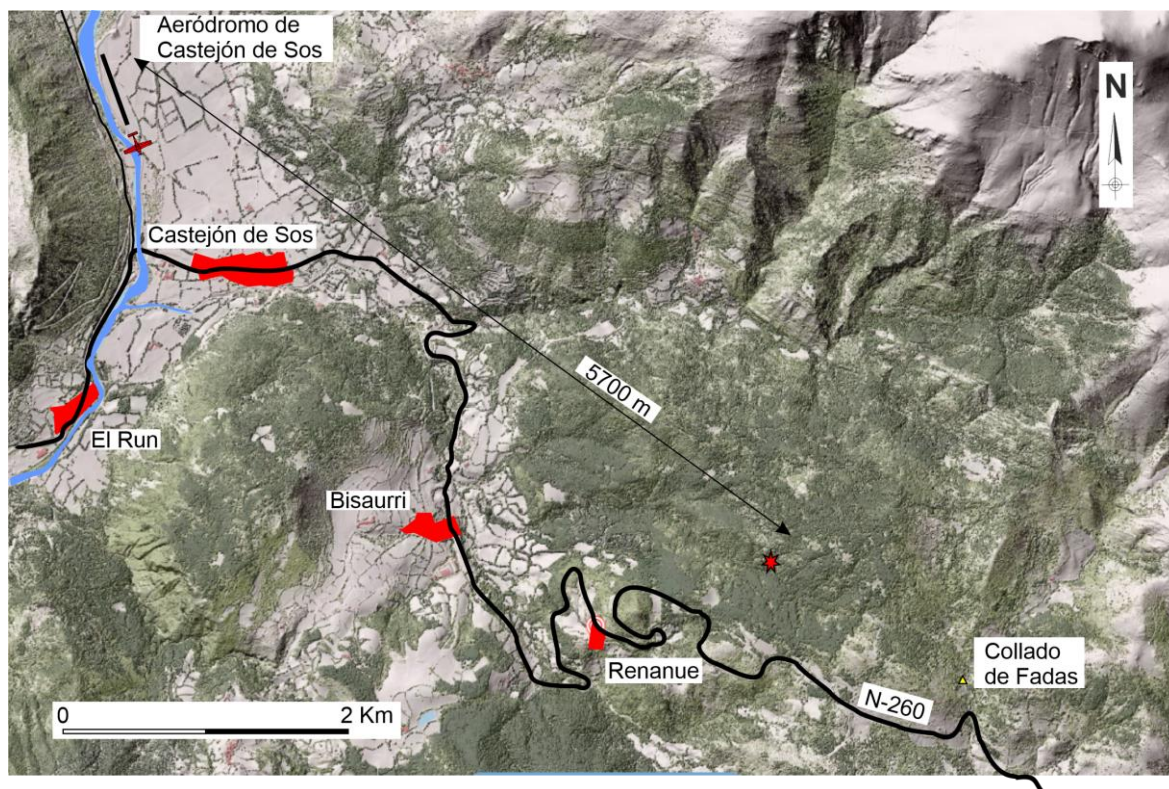 Aeródromo de
Castejón de Sos
N
Castejón de Sos
5700 m
El Run
Bisaurri
Renanue
Collado
de Fadas
N-260
0 2 Km